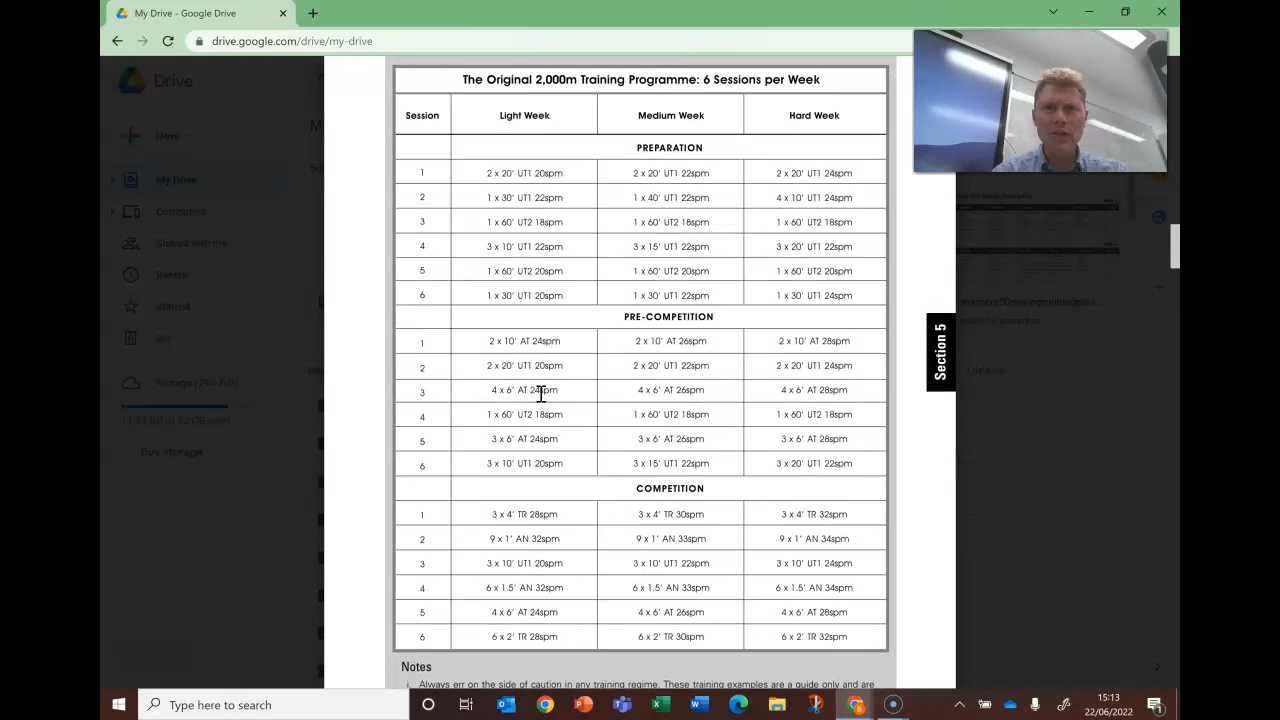 My Drive - Google Drive
drive.google.com/drive/my-drive
Drive
New
My Drive
Computers
Shared with me
Recent
Starred
Bin
Buy storage
The Original 2,000m Training Programme: 6 Sessions per Week
Session Light Week Medium Week Hard Week
PREPARATION
1 2 x 20' UT1 20spm 2 x 20' UT1 22spm 2 x 20' UT1 24spm
2 1 x 30' UT1 22spm 1 x 40' UT1 22spm 4 x 10' UT1 24spm
3 1 x 60' UT2 18spm 1 x 60' UT2 18spm 1 x 60' UT2 18spm
4 3 x 10' UT1 22spm 3 x 15' UT1 22spm 3 x 20' UT1 22spm
5 1 x 60' UT2 20spm 1 x 60' UT2 20spm 1 x 60' UT2 20spm
6 1 x 30' UT1 20spm 1 x 30' UT1 22spm 1 x 30' UT1 24spm
PRE-COMPETITION
1 2 x 10' AT 24spm 2 x 10' AT 26spm 2 x 10' AT 28spm
2 2 x 20' UT1 20spm 2 x 20' UT1 22spm 2 x 20' UT1 24spm
3 4 x 6' AT 24spm 4 x 6' AT 26spm 4 x 6' AT 28spm
4 1 x 60' UT2 18spm 1 x 60' UT2 18spm 1 x 60' UT2 18spm
5 3 x 6' AT 24spm 3 x 6' AT 26spm 3 x 6' AT 28spm
6 3 x 10' UT1 20spm 3 x 15' UT1 22spm 3 x 20' UT1 22spm
COMPETITION
1 3 x 4' TR 28spm 3 x 4' TR 30spm 3 x 4' TR 32spm
2 9 x 1' AN 32spm 9 x 1' AN 33spm 9 x 1' AN 34spm
3 3 x 10' UT1 20spm 3 x 10' UT1 22spm 3 x 10' UT1 24spm
4 6 x 1.5' AN 32spm 6 x 1.5' AN 33spm 6 x 1.5' AN 34spm
5 4 x 6' AT 24spm 4 x 6' AT 26spm 4 x 6' AT 28spm
6 6 x 2' TR 28spm 6 x 2' TR 30spm 6 x 2' TR 32spm
Notes
i. Always err on the side of caution in any training regime. These training examples are a guide only and are
Section 5
Type here to search
15:13
22/06/2022